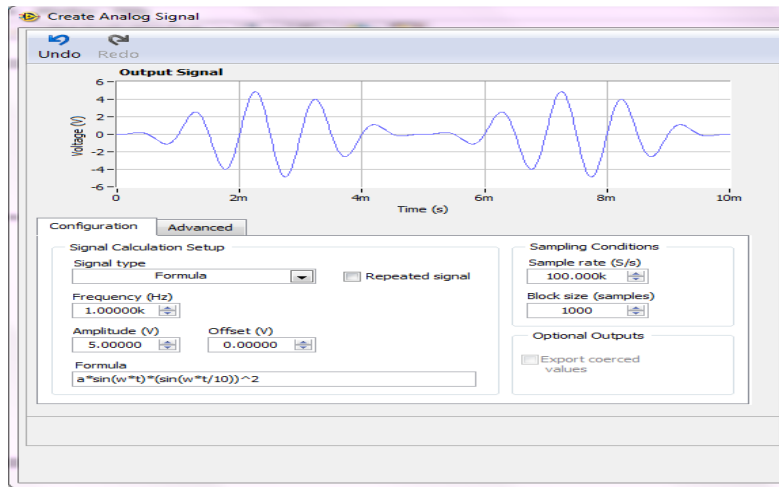 Create Analog Signal
Undo Redo
Output Signal
6
4
2
0
-2
-4
-6
Voltage (V)
0 2m 4m 6m 8m 10m
Time (s)
Configuration Advanced
Signal Calculation Setup
Signal type
Formula
Repeated signal
Frequency (Hz)
1.00000k
Amplitude (V) Offset (V)
5.00000 0.00000
Formula
a*sin(w*t)*(sin(w*t/10))^2
Sampling Conditions
Sample rate (S/s)
100.000k
Block size (samples)
1000
Optional Outputs
Export coerced
values